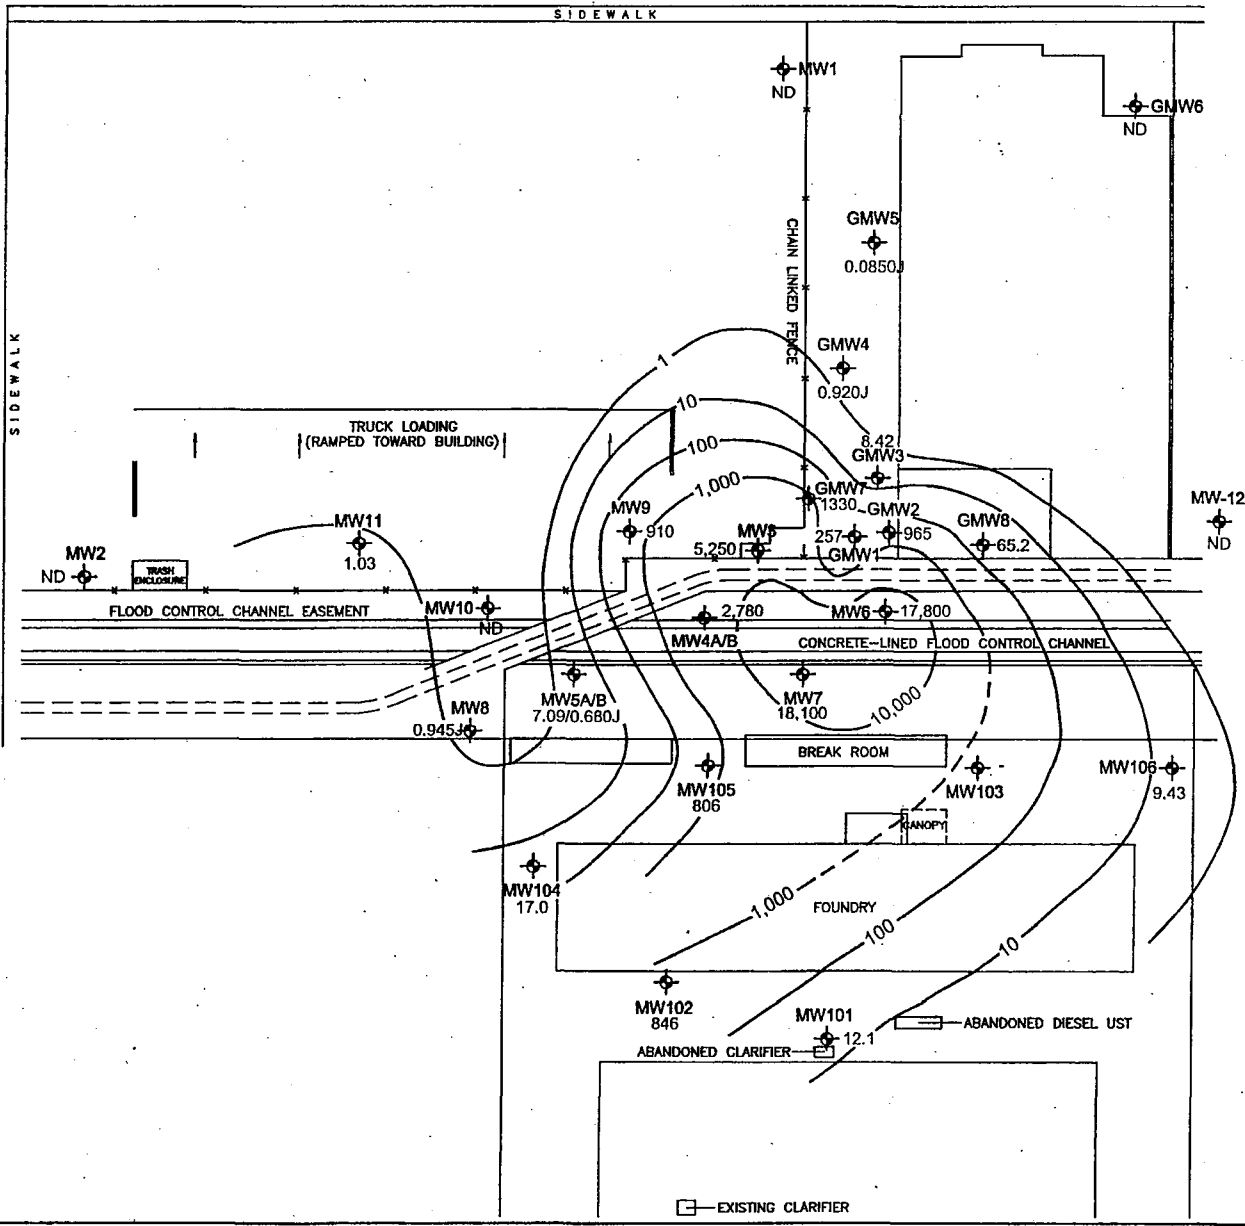 SIDEWALK
MW1
ND
GMW6
ND
GMW5
0.0850J
CHAIN LINKED FENCE
SIDEWALK
GMW4
0.920J
1
10
100
1,000
TRUCK LOADING
(RAMPED TOWARD BUILDING)
8.42
GMW3
GMW7
1330
MW9
910
MW3
5,250
257
GMW1
GMW2
965
GMW8
65.2
MW-12
ND
MW11
1.03
MW2
ND
TRASH
ENCLOSURE
FLOOD CONTROL CHANNEL EASEMENT
MW10
ND
2,780
MW4A/B
MW6
17,800
CONCRETE-LINED FLOOD CONTROL CHANNEL
MW5A/B
7.09/0.680J
MW7
18,100
10,000
MW8
0.945J
BREAK ROOM
MW105
806
MW103
MW106
9.43
CANOPY
MW104
17.0
1,000
FOUNDRY
100
10
MW102
846
MW101
12.1
ABANDONED DIESEL UST
ABANDONED CLARIFIER
EXISTING CLARIFIER